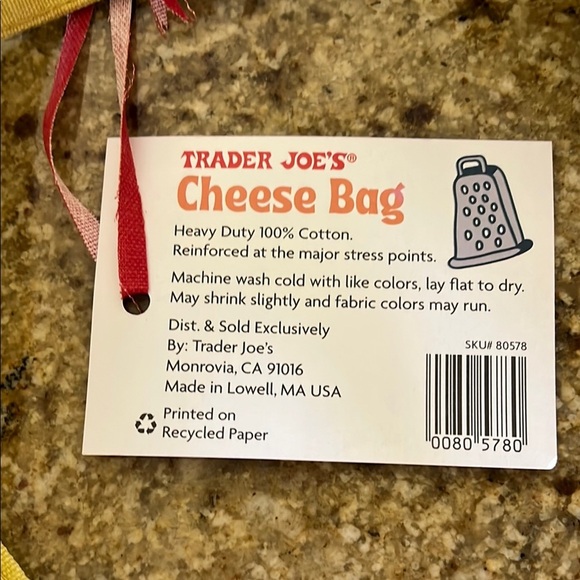 TRADER JOE'S®
Cheese Bag
Heavy Duty 100% Cotton.
Reinforced at the major stress points.
Machine wash cold with like colors, lay flat to dry.
May shrink slightly and fabric colors may run.
Dist. & Sold Exclusively
By: Trader Joe's
Monrovia, CA 91016
Made in Lowell, MA USA
Printed on
Recycled Paper
SKU# 80578
0080 5780